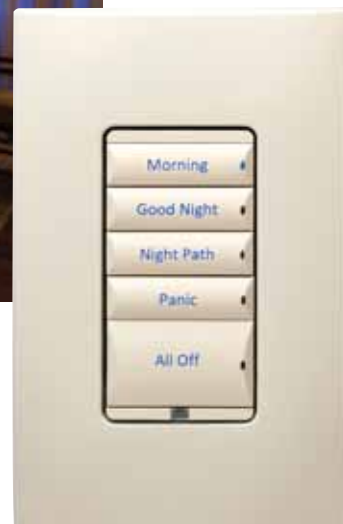 Morning
Good Night
Night Path
Panic
All Off